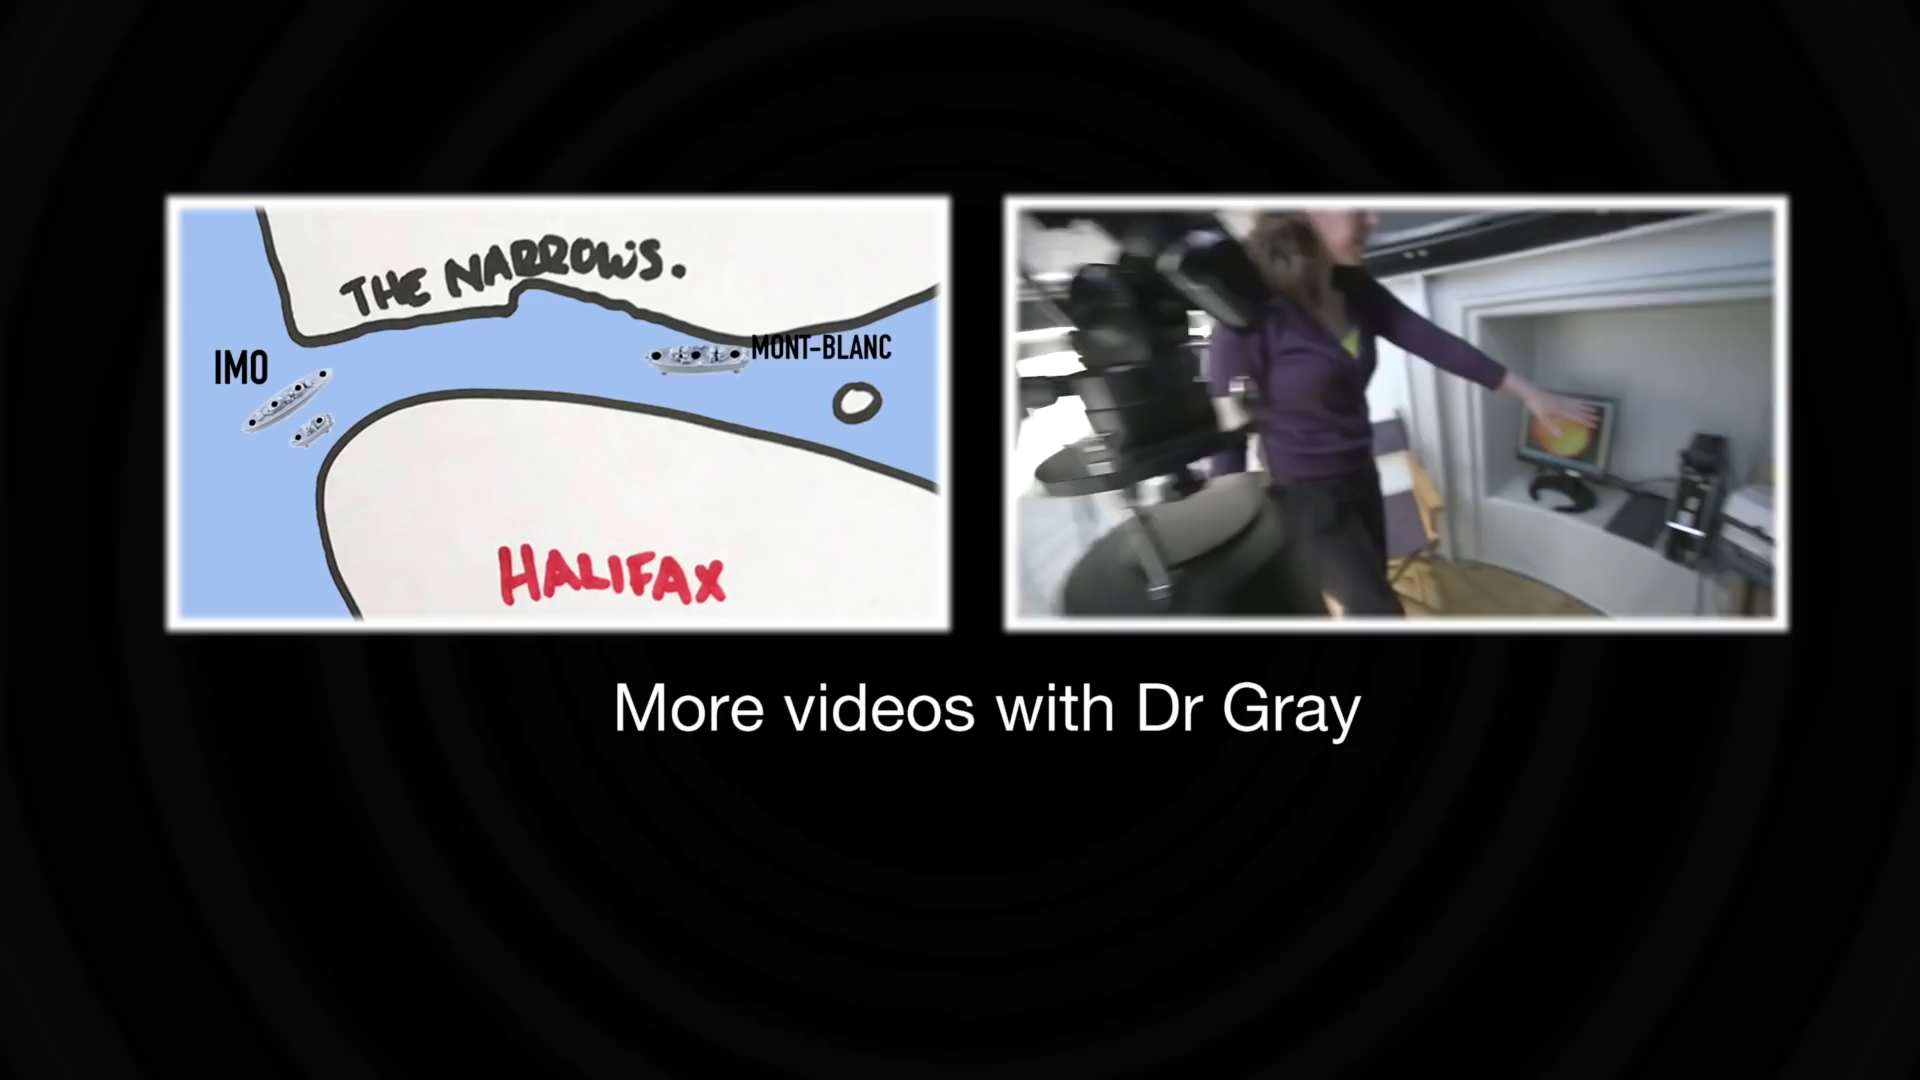 THE NARROWS.
IMO
MONT-BLANC
HALIFAX
More videos with Dr Gray